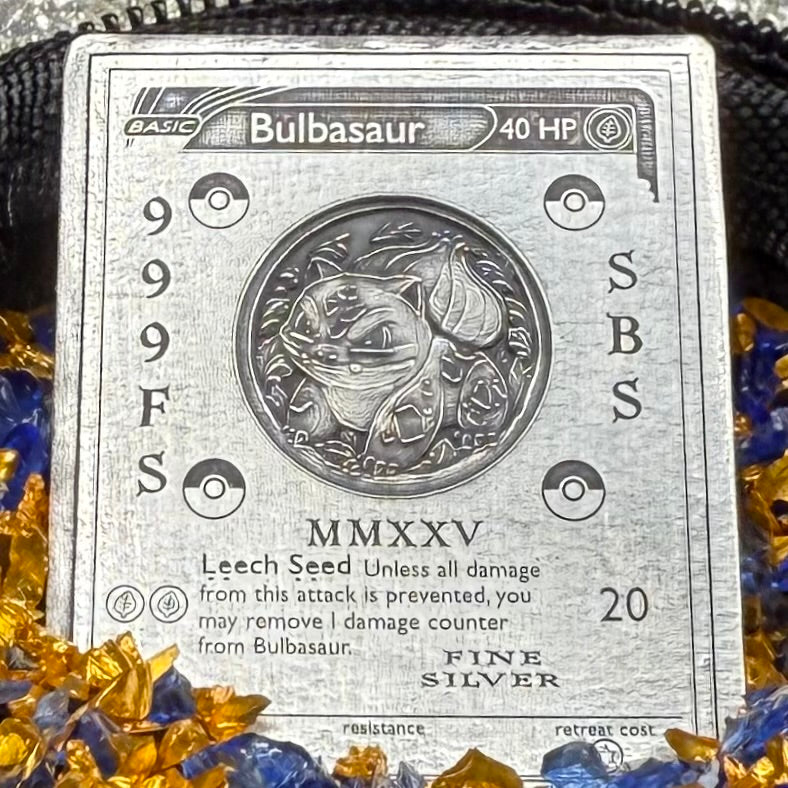 BASIC Bulbasaur 40 HP
9
9
9
F
S
S
B
S
MMXXV
Leech Seed Unless all damage
from this attack is prevented, you
may remove 1 damage counter
from Bulbasaur.
20
FINE
SILVER
resistance
retreat cost